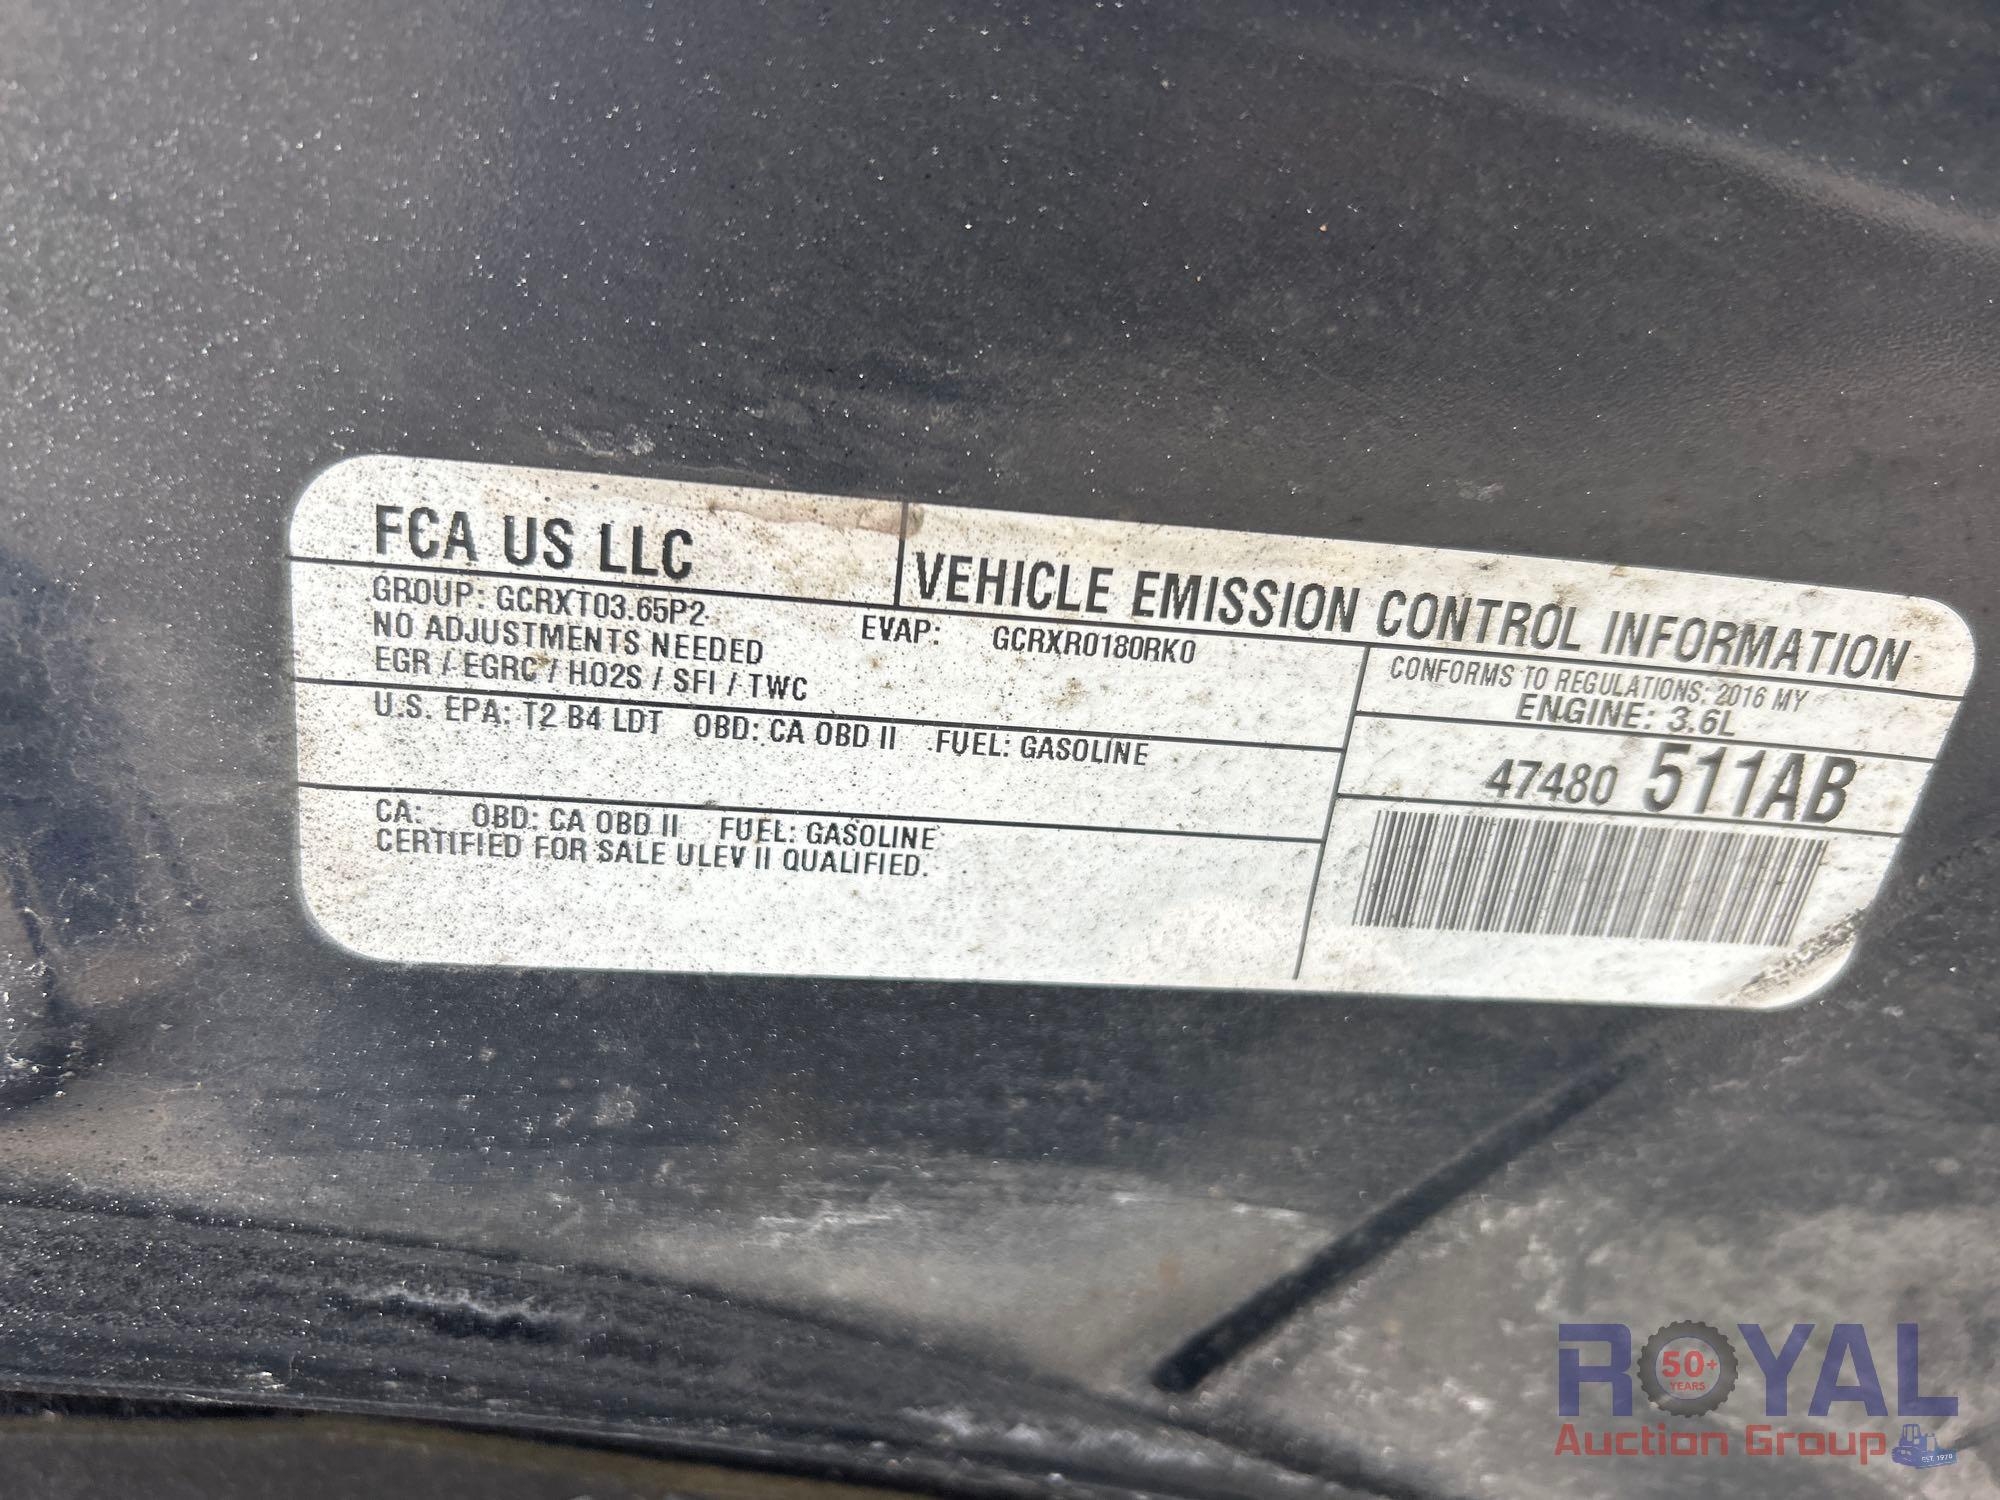 FCA US LLC
VEHICLE EMISSION CONTROL INFORMATION
GROUP: GCRXT03.65P2
EVAP: GCRXR0180RK0
NO ADJUSTMENTS NEEDED
EGR / EGRC / HO2S / SFI / TWC
CONFORMS TO REGULATIONS: 2016 MY
ENGINE: 3.6L
U.S. EPA: T2 B4 LDT OBD: CA OBD II FUEL: GASOLINE
47480 511AB
CA: OBD: CA OBD II FUEL: GASOLINE
CERTIFIED FOR SALE ULEV II QUALIFIED.
ROYAL
50+
YEARS
Auction Group
EST. 1970